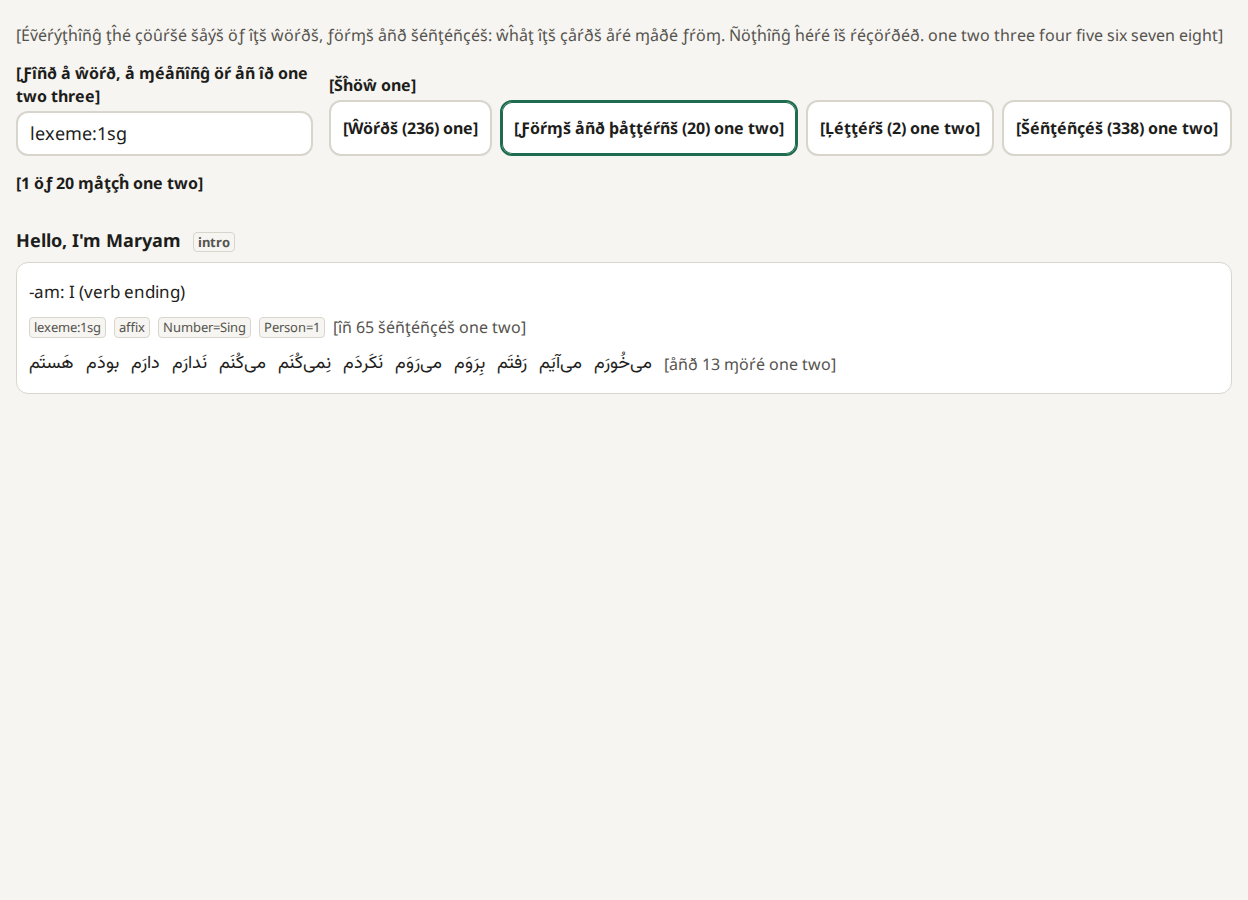 [Éṽéŕýţĥîñĝ ţĥé çöûŕšé šåýš öƒ îţš ŵöŕðš, ƒöŕɱš åñð šéñţéñçéš: ŵĥåţ îţš çåŕðš åŕé ɱåðé ƒŕöɱ. Ñöţĥîñĝ ĥéŕé îš ŕéçöŕðéð. one two three four five six seven eight]
[Ƒîñð å ŵöŕð, å ɱéåñîñĝ öŕ åñ îð one two three]
lexeme:1sg
[Šĥöŵ one]
[Ŵöŕðš (236) one]
[Ƒöŕɱš åñð þåţţéŕñš (20) one two]
[Ļéţţéŕš (2) one two]
[Šéñţéñçéš (338) one two]
[1 öƒ 20 ɱåţçĥ one two]
Hello, I'm Maryam intro
-am: I (verb ending)
lexeme:1sg affix Number=Sing Person=1 [îñ 65 šéñţéñçéš one two]
هَستَم بودَم دارَم نَدارَم می‌کُنَم نِمی‌کُنَم نَکَردَم می‌رَوَم بِرَوَم رَفتَم می‌آیَم می‌خُورَم [åñð 13 ɱöŕé one two]